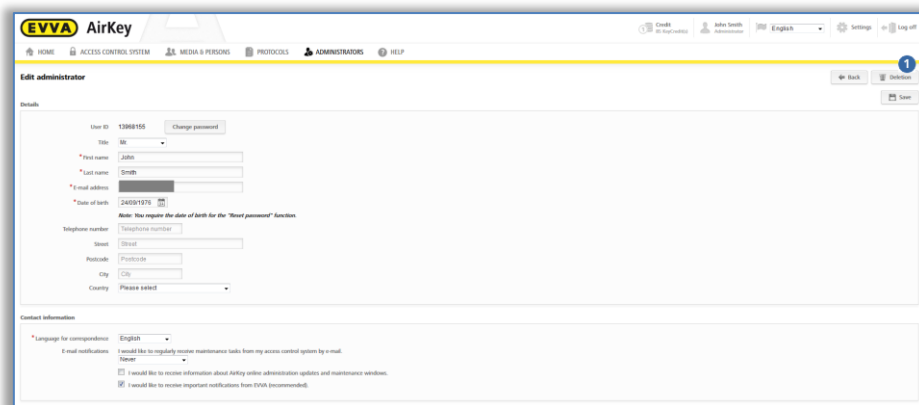 EVVA AirKey
Credit
John Smith
Administrator
English
Settings
Log off
HOME ACCESS CONTROL SYSTEM MEDIA & PERSONS PROTOCOLS ADMINISTRATORS HELP
1
Edit administrator
Back
Deletion
Save
Details
User ID 13968155 Change password
Title Mr.
*First name John
*Last name Smith
*E-mail address
*Date of birth 24/09/1976
Note: You require the date of birth for the "Reset password" function.
Telephone number Telephone number
Street Street
Postcode Postcode
City City
Country Please select
Contact information
*Language for correspondence English
E-mail notifications I would like to regularly receive maintenance tasks from my access control system by e-mail.
Never
I would like to receive information about AirKey online administration updates and maintenance windows.
I would like to receive important notifications from EVVA (recommended).